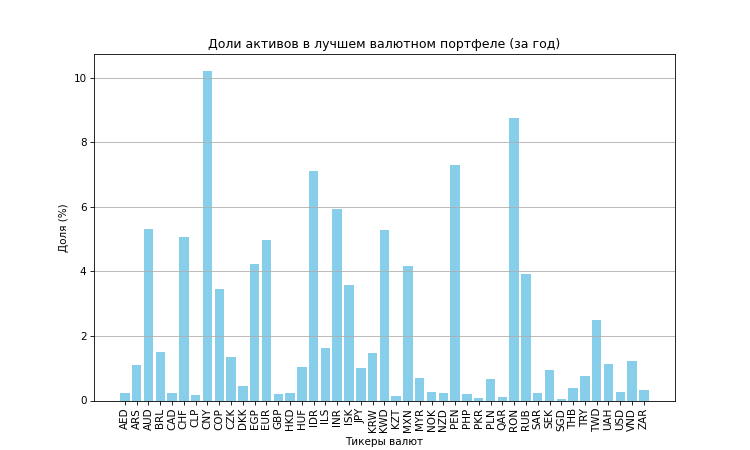 Доли активов в лучшем валютном портфеле (за год)
Доля (%)
10
8
6
4
2
0
AED ARS AUD BRL CAD CHF CLP CNY COP CZK DKK EGP EUR GBP HKD HUF IDR ILS INR ISK JPY KRW KWD KZT MXN MYR NOK NZD PEN PHP PKR PLN QAR RON RUB SAR SEK SGD THB TRY TWD UAH USD VND ZAR
Тикеры валют